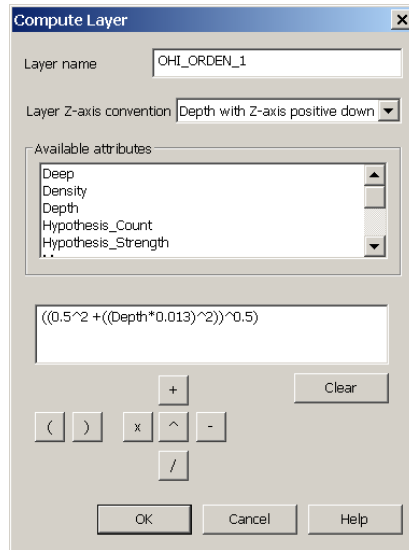 Compute Layer
Layer name OHI_ORDEN_1
Layer Z-axis convention Depth with Z-axis positive down
Available attributes
Deep
Density
Depth
Hypothesis_Count
Hypothesis_Strength
((0.5^2 +((Depth*0.013)^2))^0.5)
+ Clear
( ) x ^ -
/
OK Cancel Help